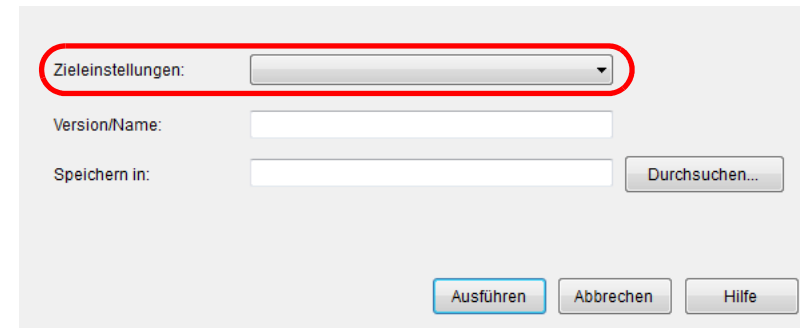 Zieleinstellungen:
Version/Name:
Speichern in:
Durchsuchen...
Ausführen
Abbrechen
Hilfe